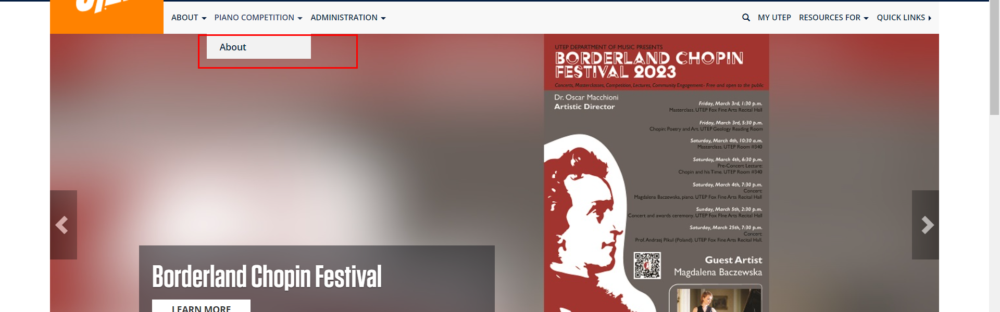 ABOUT PIANO COMPETITION ADMINISTRATION MY UTEP RESOURCES FOR QUICK LINKS
About
UTEP DEPARTMENT OF MUSIC PRESENTS
BORDERLAND CHOPIN
FESTIVAL 2023
Concerts, Masterclasses, Competition, Lectures, Community Engagement - Free and open to the public
Dr. Oscar Macchioni
Artistic Director
Friday, March 3rd, 1:30 p.m.
Masterclass. UTEP Fox Fine Arts Recital Hall
Friday, March 3rd, 5:30 p.m.
Chopin: Poetry and Art. UTEP Geology Reading Room
Saturday, March 4th, 10:30 a.m.
Masterclass. UTEP Room #340
Saturday, March 4th, 6:30 p.m.
Pre-Concert Lecture:
Chopin and his Time. UTEP Room #340
Saturday, March 4th, 7:30 p.m.
Concert:
Magdalena Baczewska, piano. UTEP Fox Fine Arts Recital Hall
Sunday, March 5th, 2:30 p.m.
Concert and awards ceremony. UTEP Fox Fine Arts Recital Hall
Saturday, March 25th, 7:30 p.m.
Concert:
Prof. Andrzej Pikul (Poland). UTEP Fox Fine Arts Recital Hall.
Guest Artist
Magdalena Baczewska
Borderland Chopin Festival
LEARN MORE